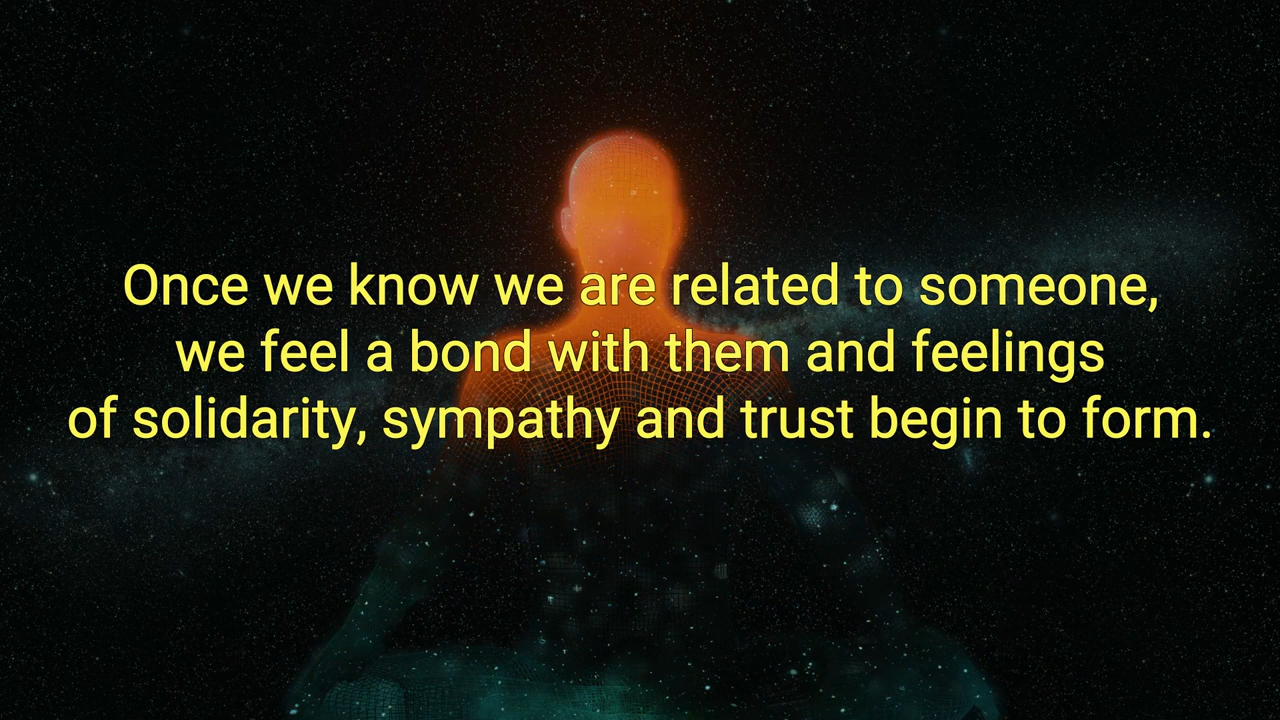 Once we know we are related to someone,
we feel a bond with them and feelings
of solidarity, sympathy and trust begin to form.